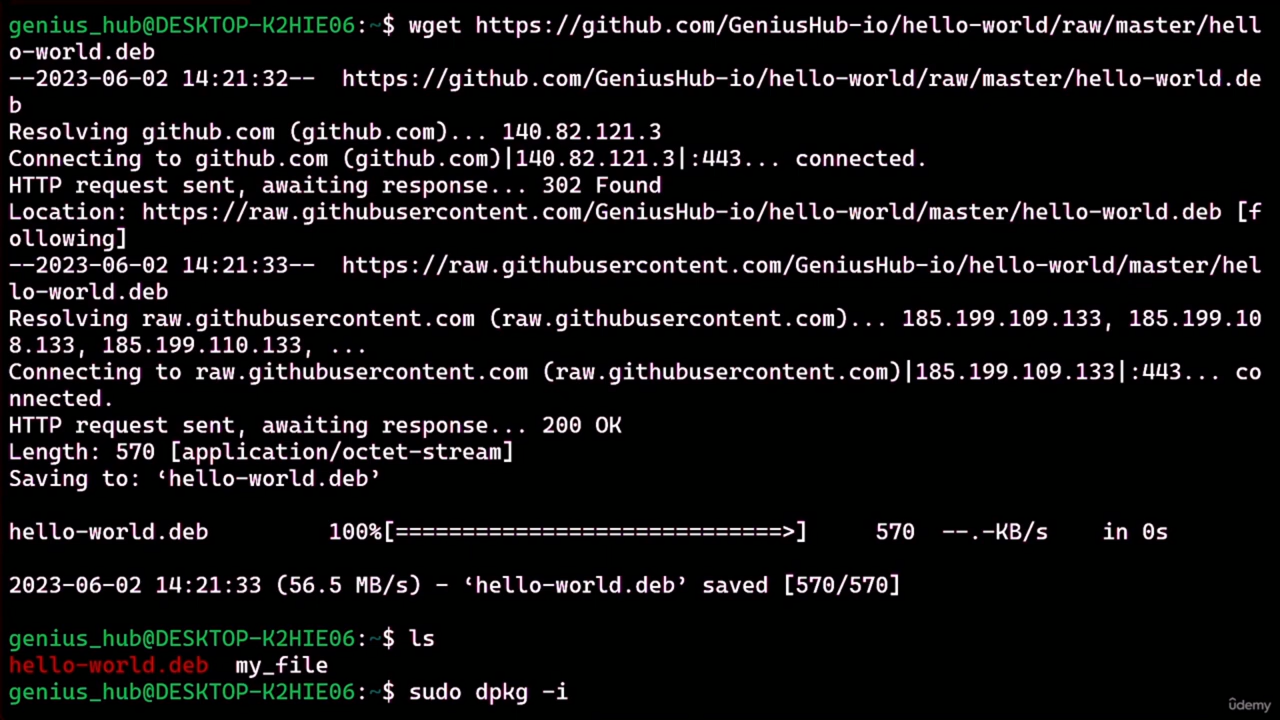 genius_hub@DESKTOP-K2HIE06:~$ wget https://github.com/GeniusHub-io/hello-world/raw/master/hell
o-world.deb
--2023-06-02 14:21:32--  https://github.com/GeniusHub-io/hello-world/raw/master/hello-world.de
b
Resolving github.com (github.com)... 140.82.121.3
Connecting to github.com (github.com)|140.82.121.3|:443... connected.
HTTP request sent, awaiting response... 302 Found
Location: https://raw.githubusercontent.com/GeniusHub-io/hello-world/master/hello-world.deb [f
ollowing]
--2023-06-02 14:21:33--  https://raw.githubusercontent.com/GeniusHub-io/hello-world/master/hel
lo-world.deb
Resolving raw.githubusercontent.com (raw.githubusercontent.com)... 185.199.109.133, 185.199.10
8.133, 185.199.110.133, ...
Connecting to raw.githubusercontent.com (raw.githubusercontent.com)|185.199.109.133|:443... co
nnected.
HTTP request sent, awaiting response... 200 OK
Length: 570 [application/octet-stream]
Saving to: ‘hello-world.deb’
hello-world.deb         100%[=============================>]     570  --.-KB/s    in 0s
2023-06-02 14:21:33 (56.5 MB/s) - ‘hello-world.deb’ saved [570/570]
genius_hub@DESKTOP-K2HIE06:~$ ls
hello-world.deb  my_file
genius_hub@DESKTOP-K2HIE06:~$ sudo dpkg -i
ûdemy